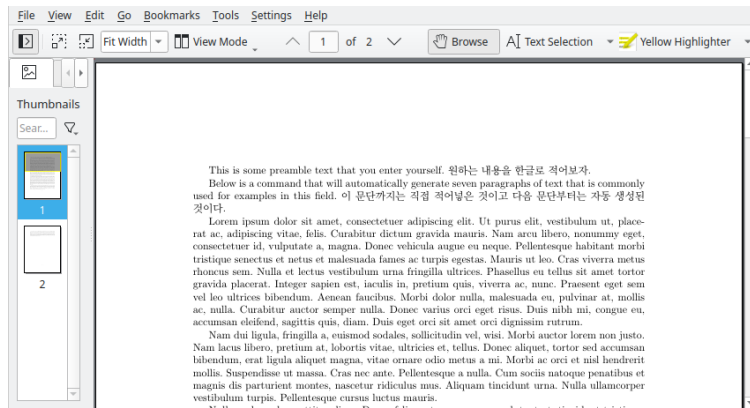 File View Edit Go Bookmarks Tools Settings Help
Fit Width View Mode 1 of 2 Browse Text Selection Yellow Highlighter
Thumbnails
Sear...
1
2
This is some preamble text that you enter yourself. 원하는 내용을 한글로 적어보자.
Below is a command that will automatically generate seven paragraphs of text that is commonly
used for examples in this field. 이 문단까지는 직접 적어넣은 것이고 다음 문단부터는 자동 생성된
것이다.
Lorem ipsum dolor sit amet, consectetuer adipiscing elit. Ut purus elit, vestibulum ut, place-
rat ac, adipiscing vitae, felis. Curabitur dictum gravida mauris. Nam arcu libero, nonummy eget,
consectetuer id, vulputate a, magna. Donec vehicula augue eu neque. Pellentesque habitant morbi
tristique senectus et netus et malesuada fames ac turpis egestas. Mauris ut leo. Cras viverra metus
rhoncus sem. Nulla et lectus vestibulum urna fringilla ultrices. Phasellus eu tellus sit amet tortor
gravida placerat. Integer sapien est, iaculis in, pretium quis, viverra ac, nunc. Praesent eget sem
vel leo ultrices bibendum. Aenean faucibus. Morbi dolor nulla, malesuada eu, pulvinar at, mollis
ac, nulla. Curabitur auctor semper nulla. Donec varius orci eget risus. Duis nibh mi, congue eu,
accumsan eleifend, sagittis quis, diam. Duis eget orci sit amet orci dignissim rutrum.
Nam dui ligula, fringilla a, euismod sodales, sollicitudin vel, wisi. Morbi auctor lorem non justo.
Nam lacus libero, pretium at, lobortis vitae, ultricies et, tellus. Donec aliquet, tortor sed accumsan
bibendum, erat ligula aliquet magna, vitae ornare odio metus a mi. Morbi ac orci et nisl hendrerit
mollis. Suspendisse ut massa. Cras nec ante. Pellentesque a nulla. Cum sociis natoque penatibus et
magnis dis parturient montes, nascetur ridiculus mus. Aliquam tincidunt urna. Nulla ullamcorper
vestibulum turpis. Pellentesque cursus luctus mauris.